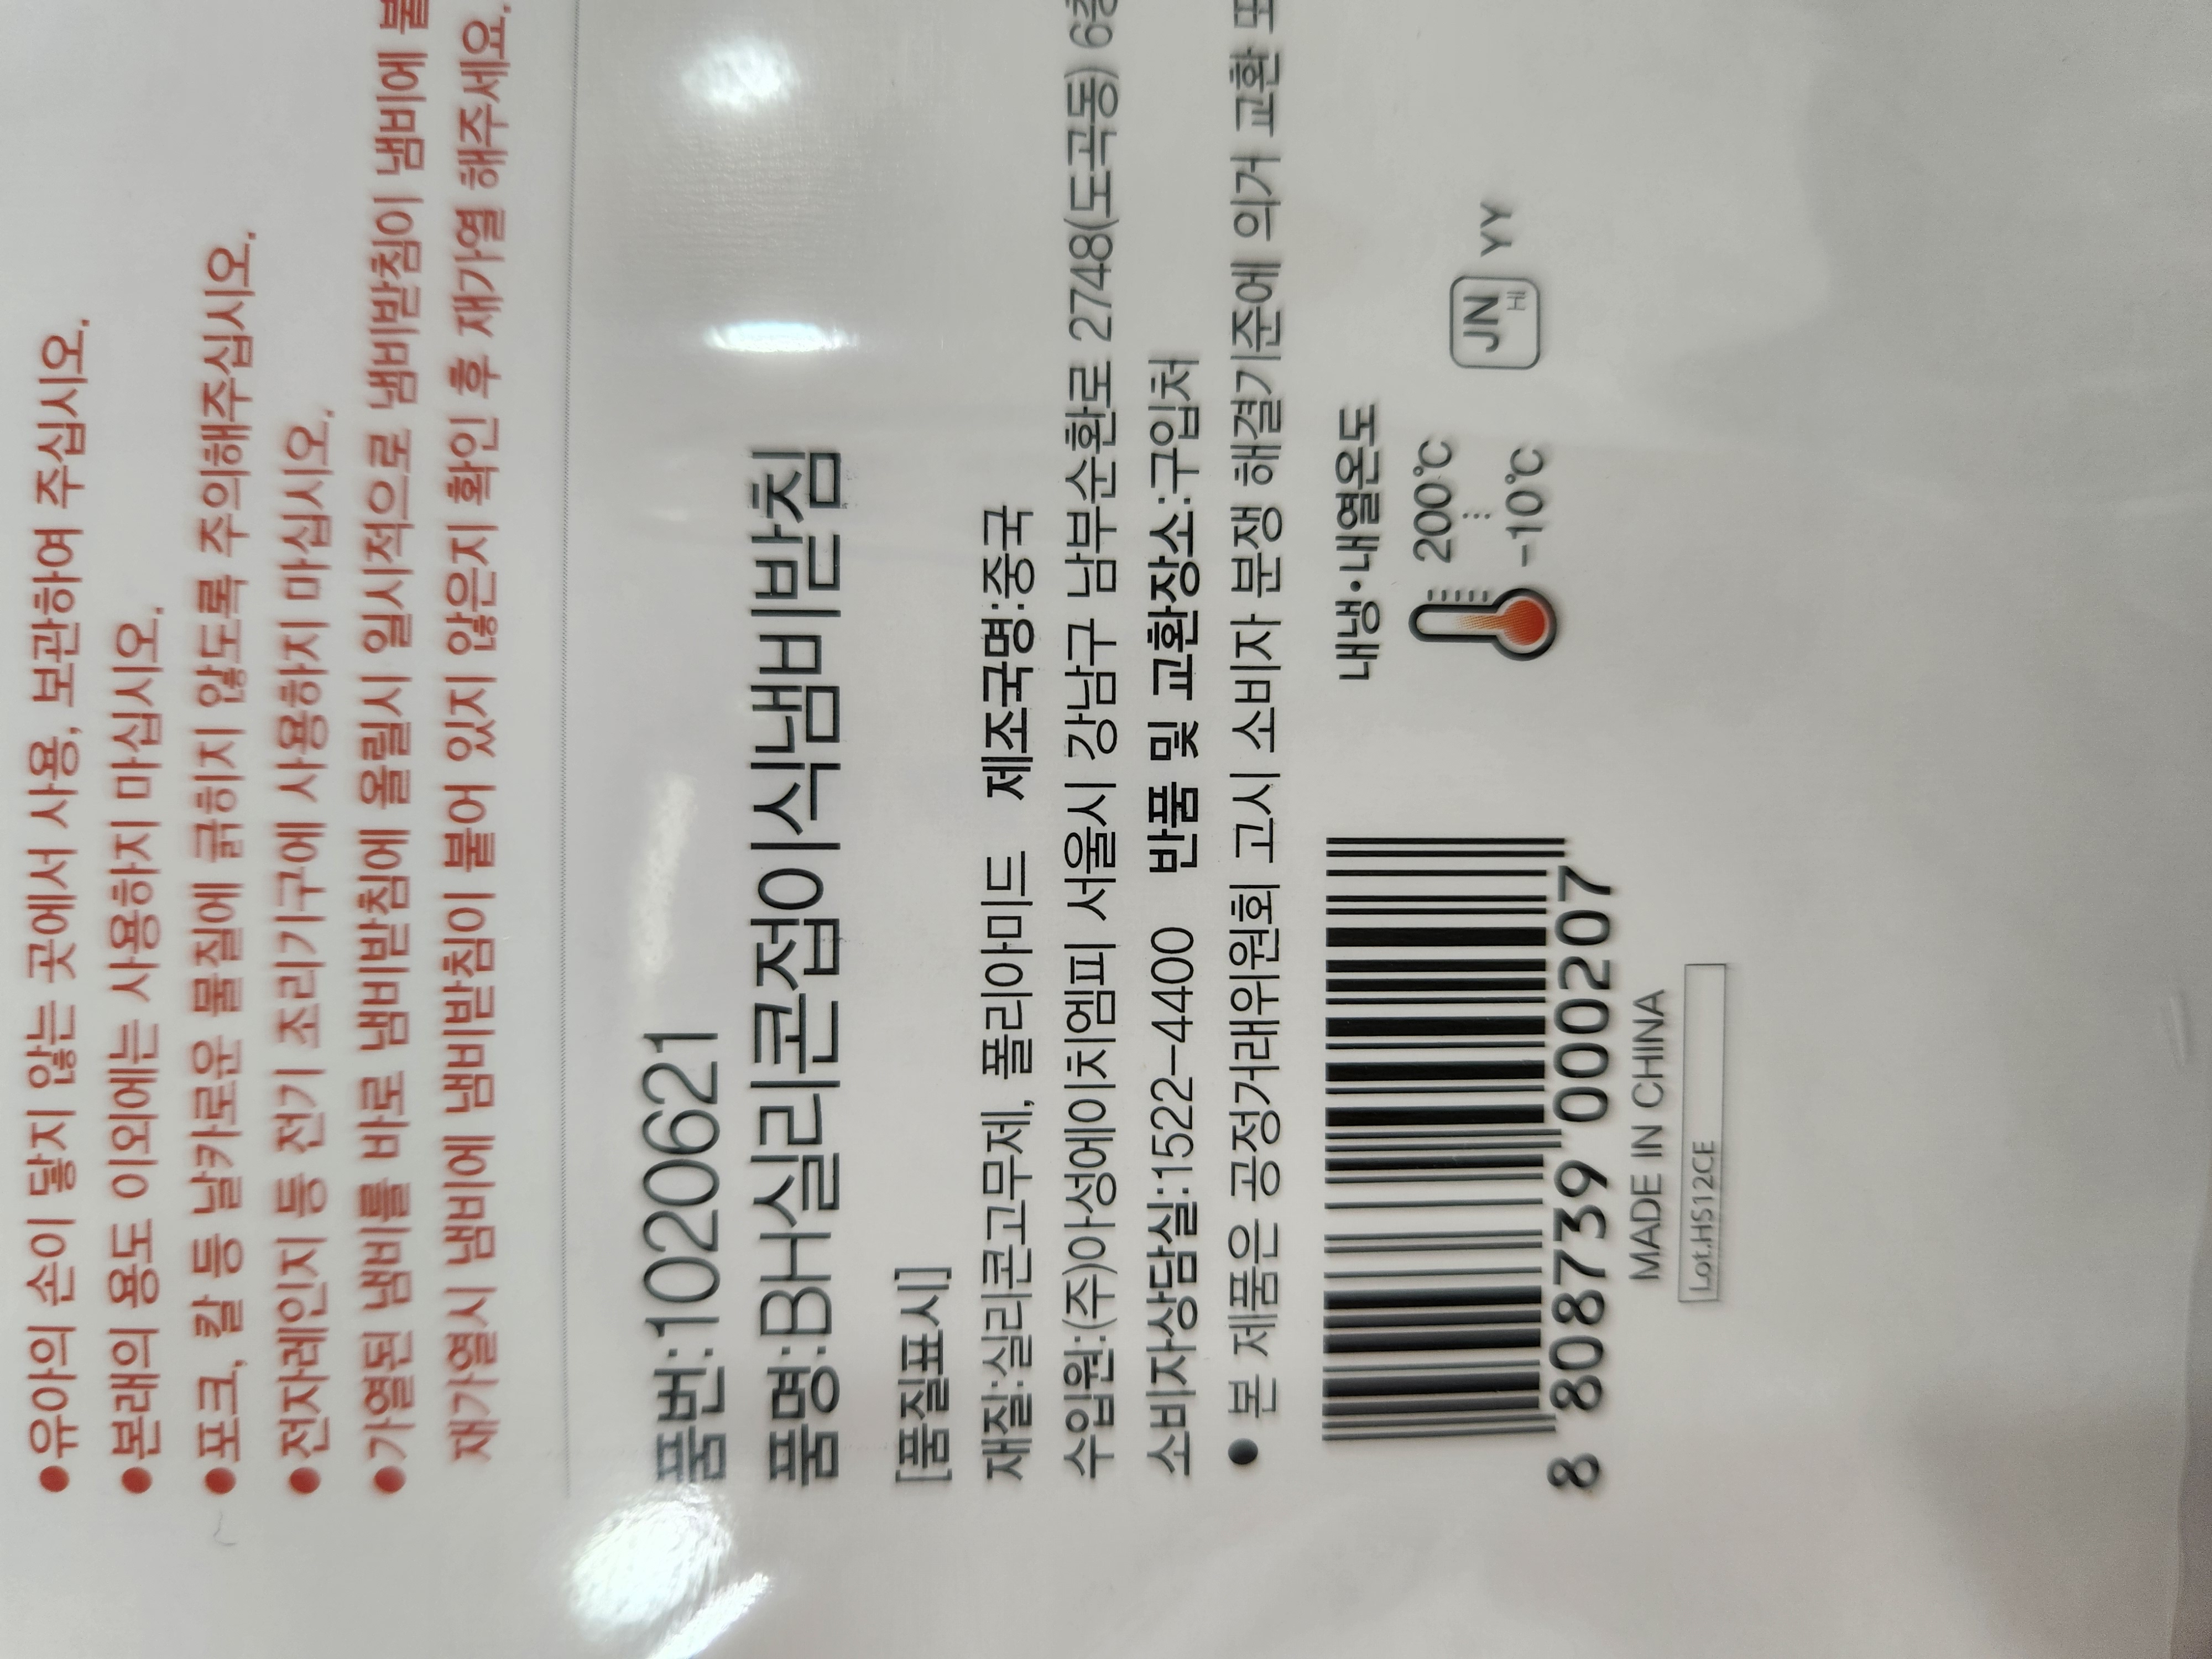 ●유아의 손이 닿지 않는 곳에서 사용, 보관하여 주십시오.
●본래의 용도 이외에는 사용하지 마십시오.
●포크, 칼 등 날카로운 물질에 긁히지 않도록 주의해주십시오.
●전자레인지 등 전기 조리기구에 사용하지 마십시오.
●가열된 냄비를 바로 냄비받침에 올릴시 일시적으로 냄비받침이 냄비에
재가열시 냄비에 냄비받침이 붙어 있지 않은지 확인 후 재가열 해주세요.
품번:1020621
품명:BH실리콘접이식냄비받침
[품질표시]
재질:실리콘고무제, 폴리아미드 제조국명:중국
수입원:(주)아성에이치엠피 서울시 강남구 남부순환로 2748(도곡동) 6층
소비자상담실:1522-4400 반품 및 교환장소:구입처
● 본 제품은 공정거래위원회 고시 소비자 분쟁 해결기준에 의거 교환
내냉·내열온도
200℃
-10℃
JN YY
HI
8 808739 000207
MADE IN CHINA
Lot.HS12CE